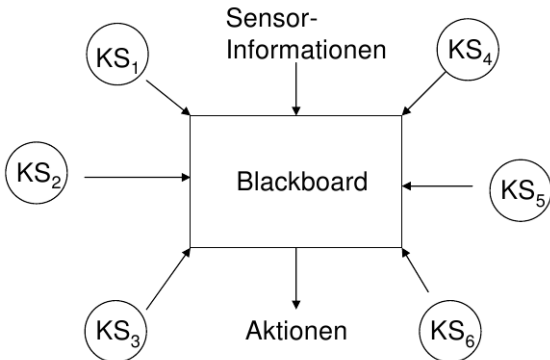 Sensor-
Informationen
KS1
KS4
KS2
Blackboard
KS5
KS3
Aktionen
KS6